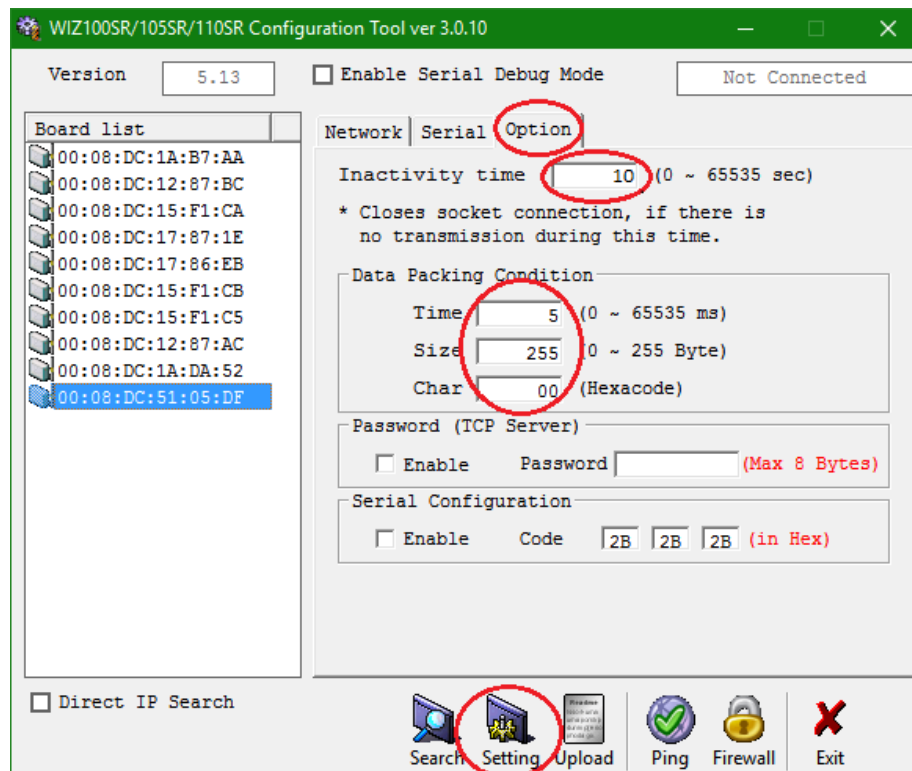 WIZ100SR/105SR/110SR Configuration Tool ver 3.0.10
Version 5.13 Enable Serial Debug Mode Not Connected
Board list
00:08:DC:1A:B7:AA
00:08:DC:12:87:BC
00:08:DC:15:F1:CA
00:08:DC:17:87:1E
00:08:DC:17:86:EB
00:08:DC:15:F1:CB
00:08:DC:15:F1:C5
00:08:DC:12:87:AC
00:08:DC:1A:DA:52
00:08:DC:51:05:DF
Network Serial Option
Inactivity time 10 (0 ~ 65535 sec)
* Closes socket connection, if there is
no transmission during this time.
Data Packing Condition
Time 5 (0 ~ 65535 ms)
Size 255 (0 ~ 255 Byte)
Char 00 (Hexacode)
Password (TCP Server)
Enable Password (Max 8 Bytes)
Serial Configuration
Enable Code 2B 2B 2B (in Hex)
Direct IP Search
Search Setting Upload Ping Firewall Exit